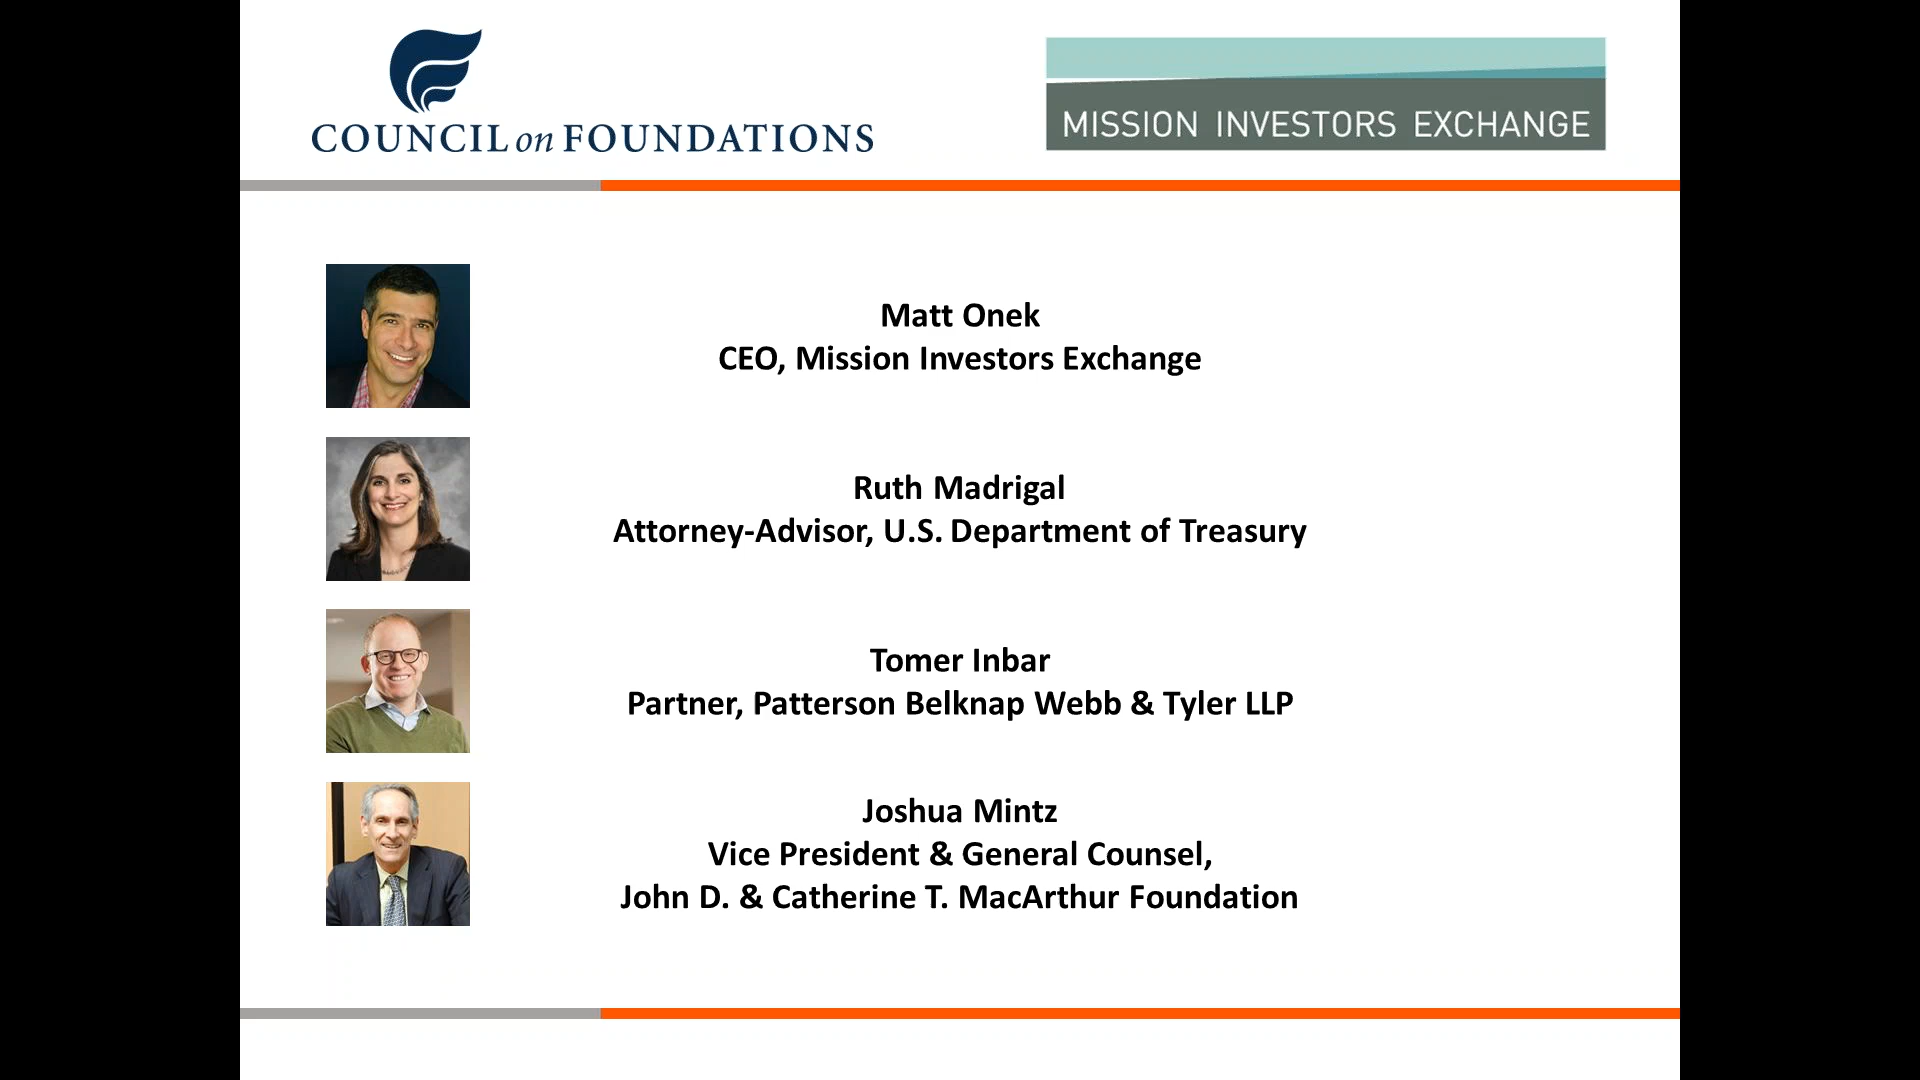 COUNCIL on FOUNDATIONS
MISSION INVESTORS EXCHANGE
Matt Onek
CEO, Mission Investors Exchange
Ruth Madrigal
Attorney-Advisor, U.S. Department of Treasury
Tomer Inbar
Partner, Patterson Belknap Webb & Tyler LLP
Joshua Mintz
Vice President & General Counsel,
John D. & Catherine T. MacArthur Foundation